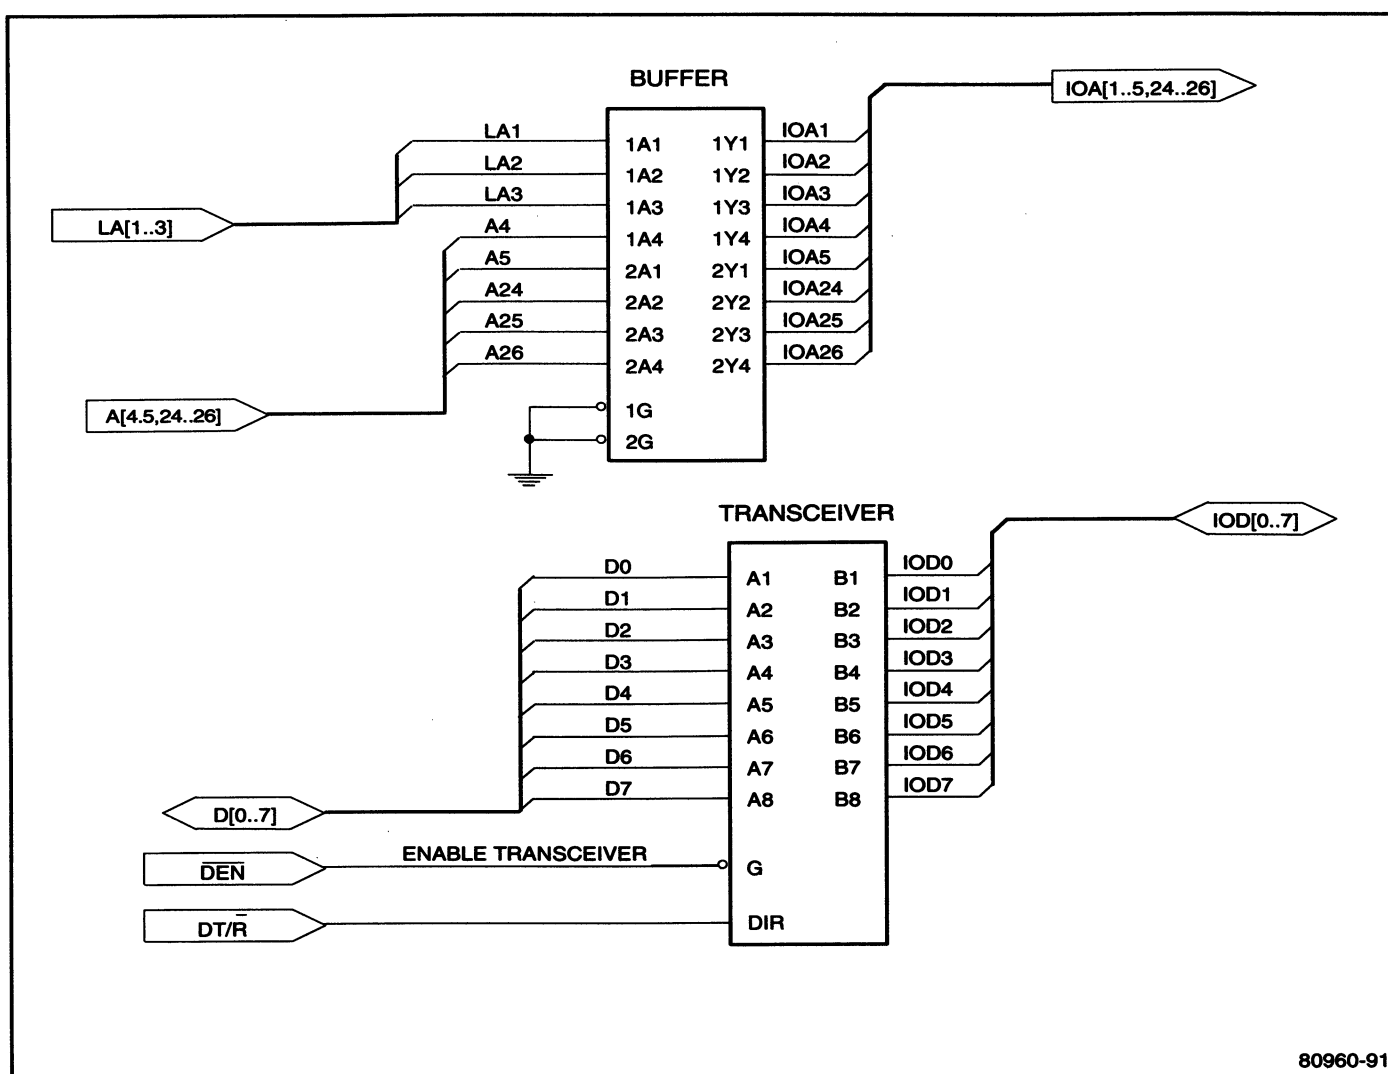 BUFFER
IOA[1..5,24..26]
LA1 1A1 1Y1 IOA1
LA2 1A2 1Y2 IOA2
LA3 1A3 1Y3 IOA3
LA[1..3]
A4 1A4 1Y4 IOA4
A5 2A1 2Y1 IOA5
A24 2A2 2Y2 IOA24
A25 2A3 2Y3 IOA25
A26 2A4 2Y4 IOA26
A[4.5,24..26]
1G
2G
TRANSCEIVER
IOD[0..7]
D0 A1 B1 IOD0
D1 A2 B2 IOD1
D2 A3 B3 IOD2
D3 A4 B4 IOD3
D4 A5 B5 IOD4
D5 A6 B6 IOD5
D6 A7 B7 IOD6
D7 A8 B8 IOD7
D[0..7]
D̅E̅N̅ ENABLE TRANSCEIVER G
DT/R̅ DIR
80960-91